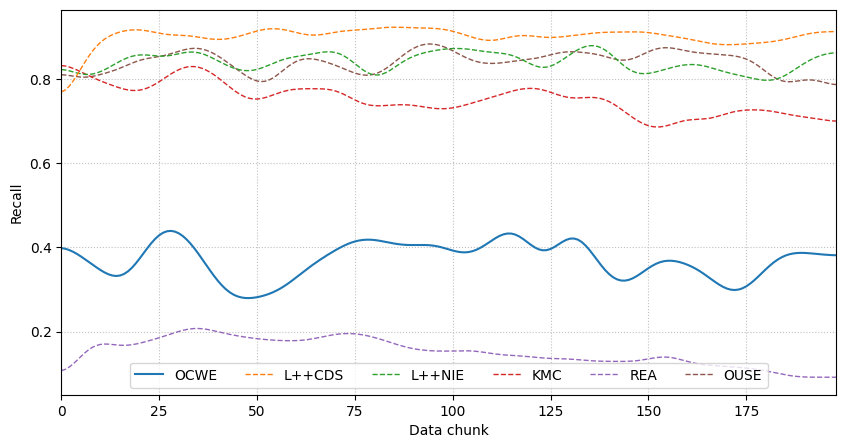 Recall
0.8
0.6
0.4
0.2
OCWE L++CDS L++NIE KMC REA OUSE
0 25 50 75 100 125 150 175
Data chunk